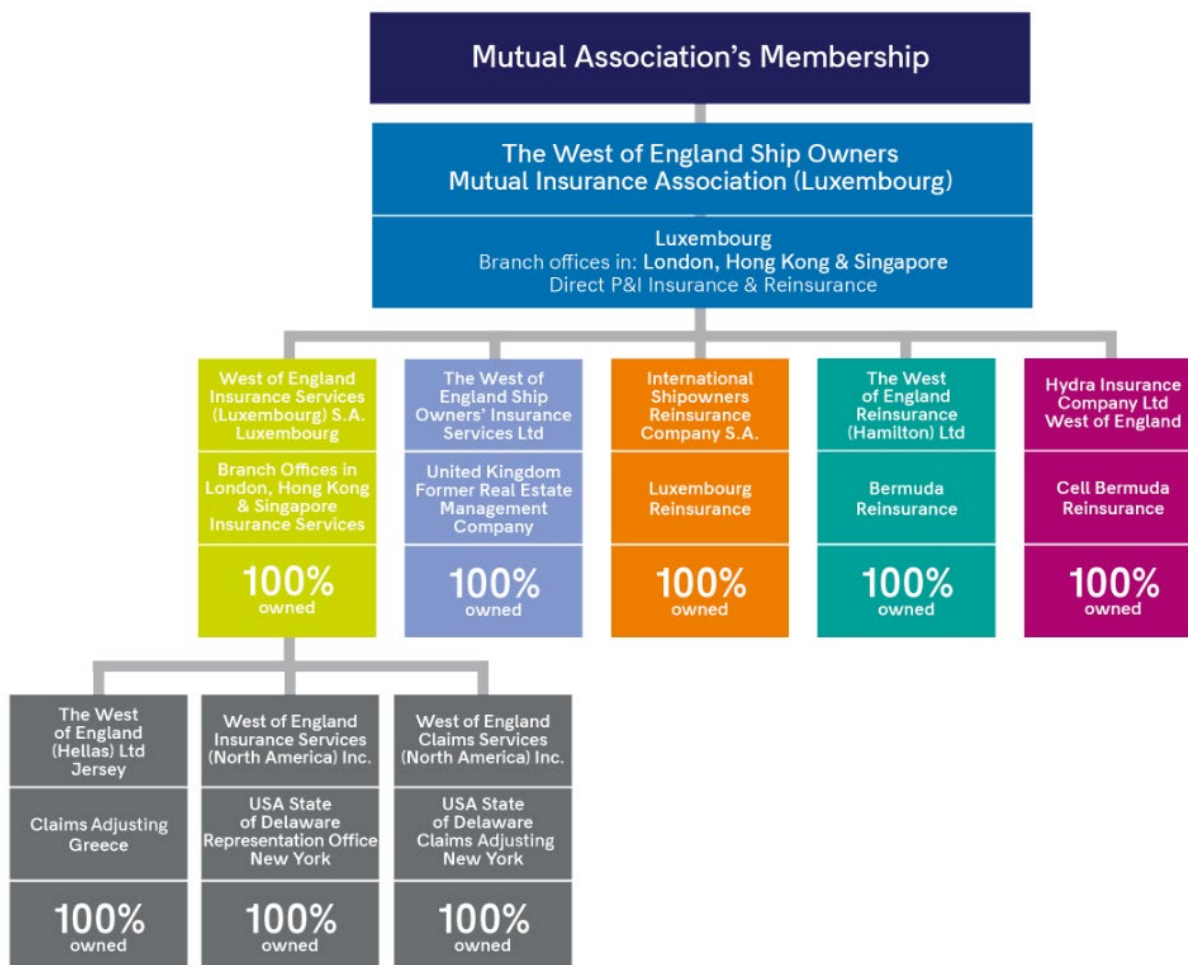 Mutual Association's Membership
The West of England Ship Owners
Mutual Insurance Association (Luxembourg)
Luxembourg
Branch offices in: London, Hong Kong & Singapore
Direct P&I Insurance & Reinsurance
West of England
Insurance Services
(Luxembourg) S.A.
Luxembourg
Branch Offices in
London, Hong Kong
& Singapore
Insurance Services
100%
owned
The West of
England Ship
Owners' Insurance
Services Ltd
United Kingdom
Former Real Estate
Management
Company
100%
owned
International
Shipowners
Reinsurance
Company S.A.
Luxembourg
Reinsurance
100%
owned
The West
of England
Reinsurance
(Hamilton) Ltd
Bermuda
Reinsurance
100%
owned
Hydra Insurance
Company Ltd
West of England
Cell Bermuda
Reinsurance
100%
owned
The West
of England
(Hellas) Ltd
Jersey
Claims Adjusting
Greece
100%
owned
West of England
Insurance Services
(North America) Inc.
USA State
of Delaware
Representation Office
New York
100%
owned
West of England
Claims Services
(North America) Inc.
USA State
of Delaware
Claims Adjusting
New York
100%
owned